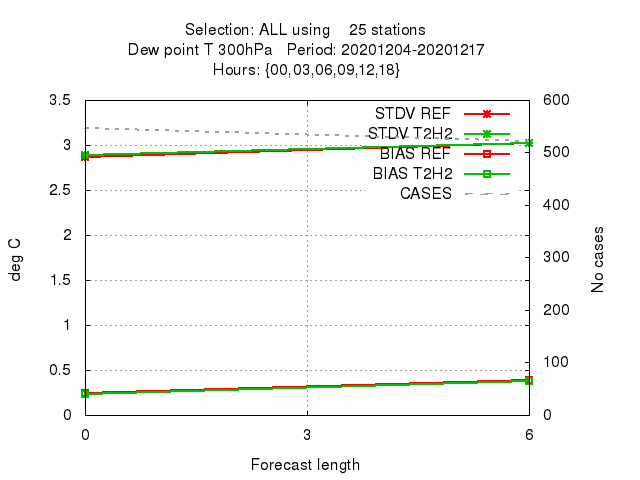 Selection: ALL using    25 stations
Dew point T 300hPa   Period: 20201204-20201217
Hours: {00,03,06,09,12,18}
STDV REF
STDV T2H2
BIAS REF
BIAS T2H2
CASES
3.5
3
2.5
2
1.5
1
0.5
0
600
500
400
300
200
100
0
deg C
No cases
0
3
6
Forecast length